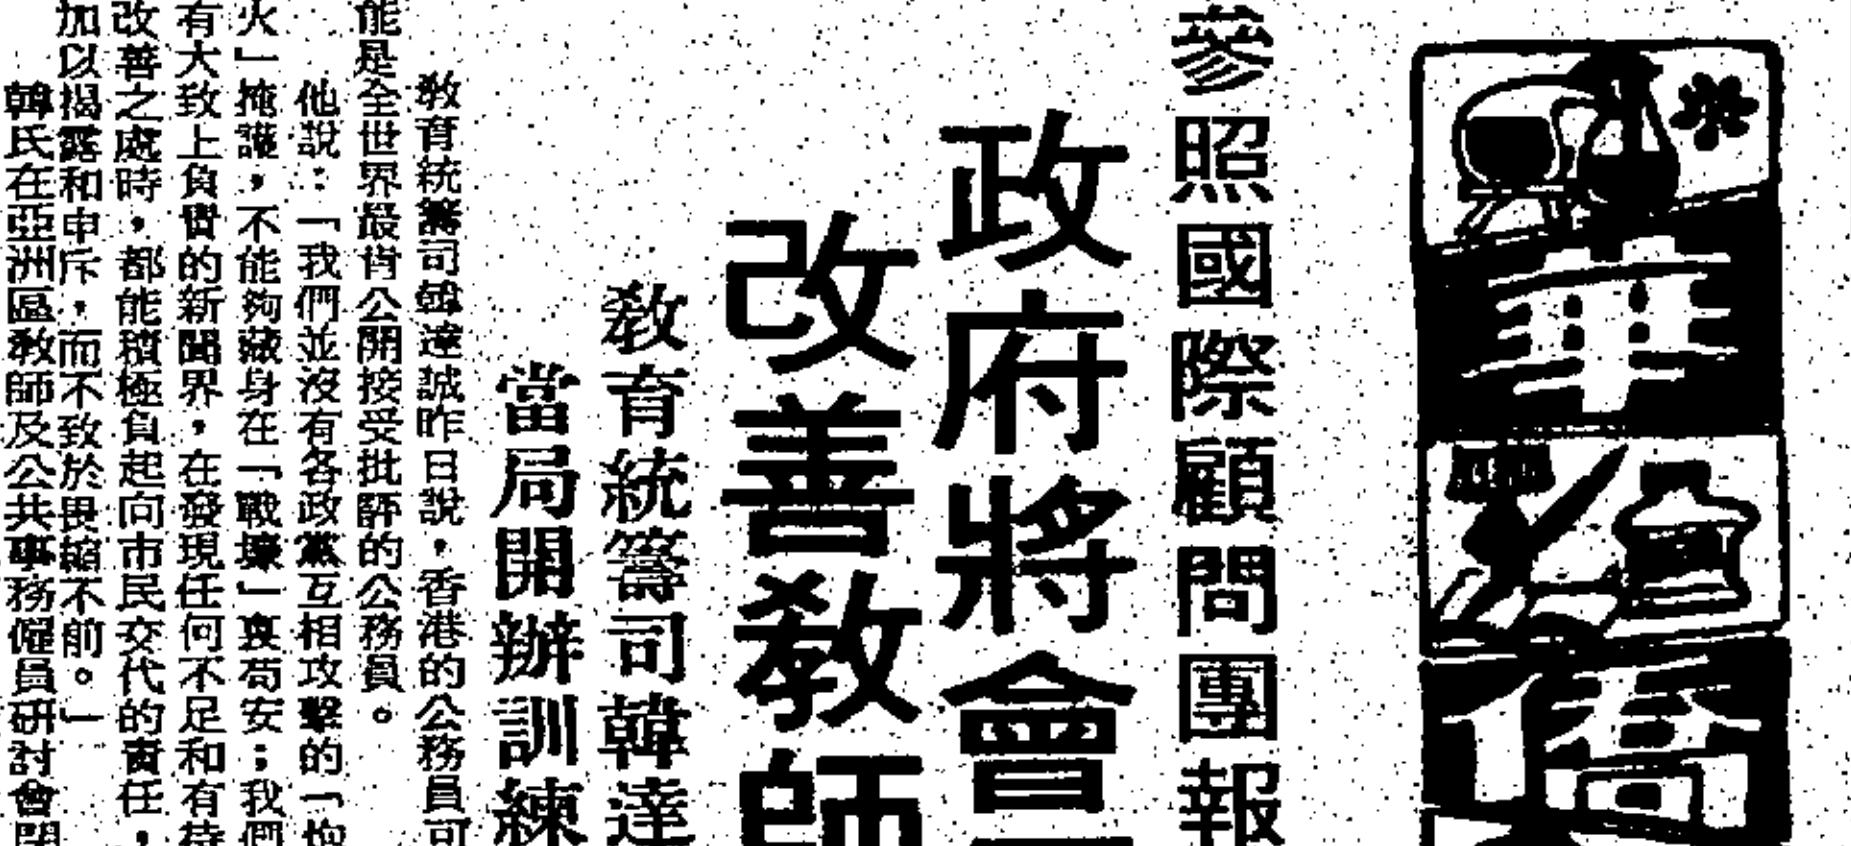 華僑
參照國際顧問團報
政府將會
改善敎師
敎育統籌司韓達
當局開辦訓練
敎育統籌司韓達誠昨日說，香港的公務員可
能是全世界最肯公開接受批評的公務員。
他說：「我們並沒有各政黨互相攻擊的「炮
火」掩護，不能夠藏身在「戰壕」裏苟安；我們
有大致上負責的新聞界，在發現任何不足和有待
改善之處時，都能積極負起向市民交代的責任，
加以揭露和申斥，而不致於畏縮不前。」
韓氏在亞洲區敎師及公共事務僱員硏討會閉